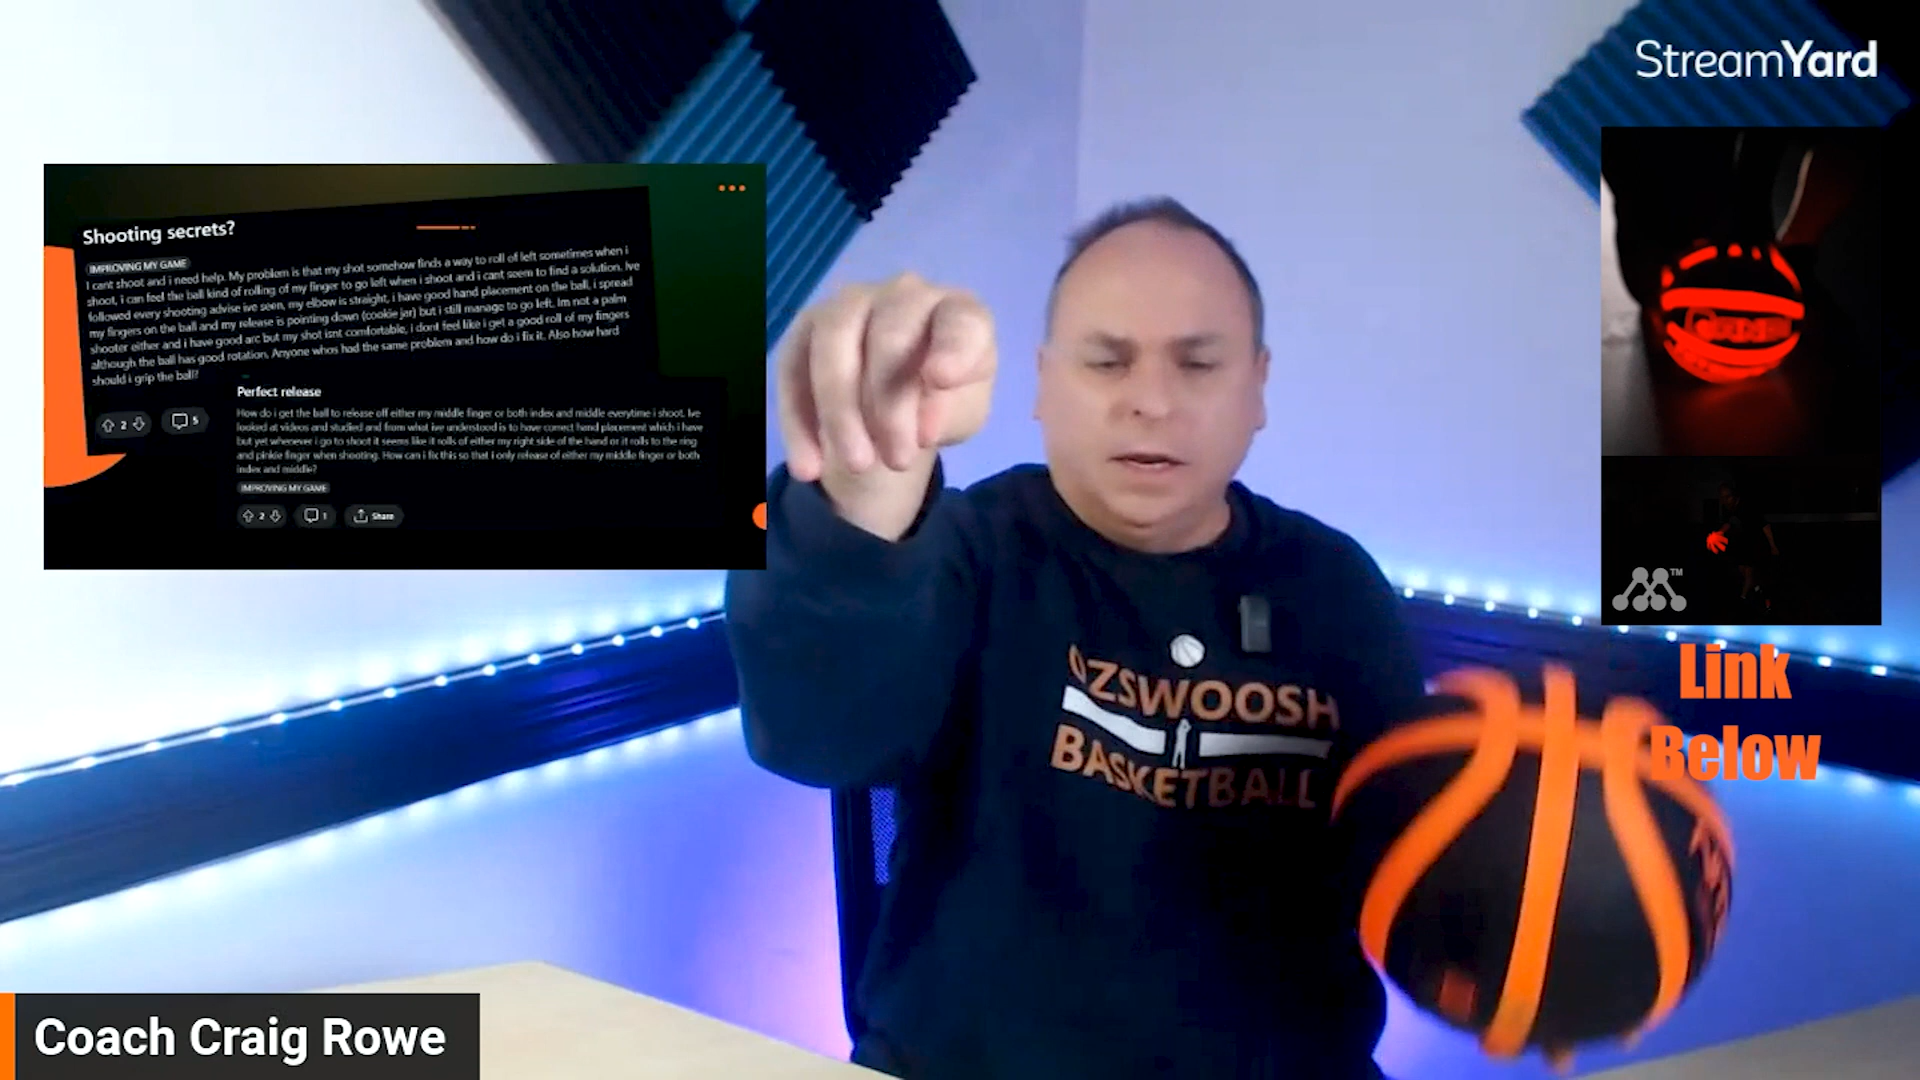 StreamYard
Shooting secrets?
IMPROVING MY GAME
I cant shoot and i need help. My problem is that my shot somehow finds a way to roll of left sometimes when i
shoot, i can feel the ball kind of rolling of my finger to go left when i shoot and i cant seem to find a solution. Ive
followed every shooting advise ive seen, my elbow is straight, i have good hand placement on the ball, i spread
my fingers on the ball and my release is pointing down (cookie jar) but i still manage to go left. Im not a palm
shooter either and i have good arc but my shot isnt comfortable, i dont feel like i get a good roll of my fingers
although the ball has good rotation. Anyone whos had the same problem and how do i fix it. Also how hard
should i grip the ball?
2
5
Perfect release
How do i get the ball to release off either my middle finger or both index and middle everytime i shoot. Ive
looked at videos and studied and from what ive understood is to have correct hand placement which i have
but yet whenever i go to shoot it seems like it rolls of either my right side of the hand or it rolls to the ring
and pinkie finger when shooting. How can i fix this so that i only release of either my middle finger or both
index and middle?
IMPROVING MY GAME
2
1
Share
TM
Link
Below
OZSWOOSH
BASKETBALL
Coach Craig Rowe